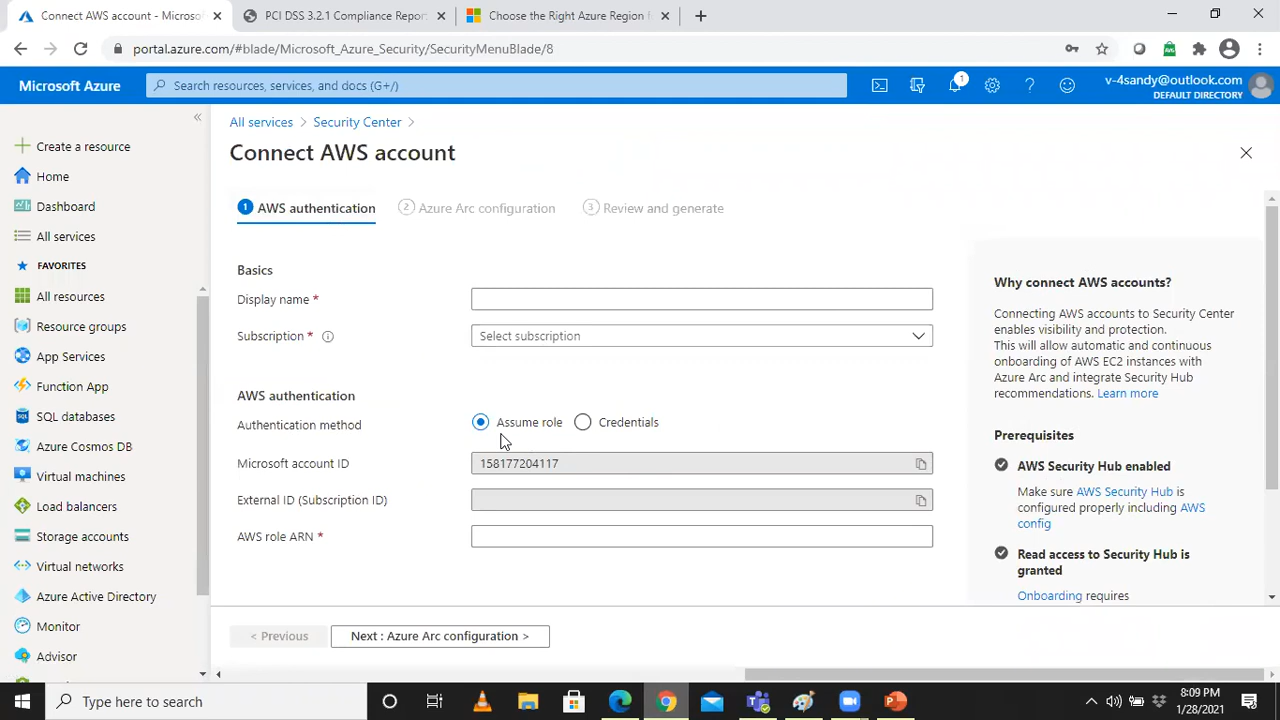 Connect AWS account - Microso
PCI DSS 3.2.1 Compliance Repor
Choose the Right Azure Region F
portal.azure.com/#blade/Microsoft_Azure_Security/SecurityMenuBlade/8
Microsoft Azure
Search resources, services, and docs (G+/)
1
v-4sandy@outlook.com
DEFAULT DIRECTORY
Create a resource
Home
Dashboard
All services
FAVORITES
All resources
Resource groups
App Services
Function App
SQL databases
Azure Cosmos DB
Virtual machines
Load balancers
Storage accounts
Virtual networks
Azure Active Directory
Monitor
Advisor
All services > Security Center >
Connect AWS account
1 AWS authentication
2 Azure Arc configuration
3 Review and generate
Basics
Display name *
Subscription *
Select subscription
AWS authentication
Authentication method
Assume role
Credentials
Microsoft account ID
158177204117
External ID (Subscription ID)
AWS role ARN *
< Previous
Next : Azure Arc configuration >
Why connect AWS accounts?
Connecting AWS accounts to Security Center
enables visibility and protection.
This will allow automatic and continuous
onboarding of AWS EC2 instances with
Azure Arc and integrate Security Hub
recommendations. Learn more
Prerequisites
AWS Security Hub enabled
Make sure AWS Security Hub is
configured properly including AWS
config
Read access to Security Hub is
granted
Onboarding requires
Type here to search
8:09 PM
1/28/2021